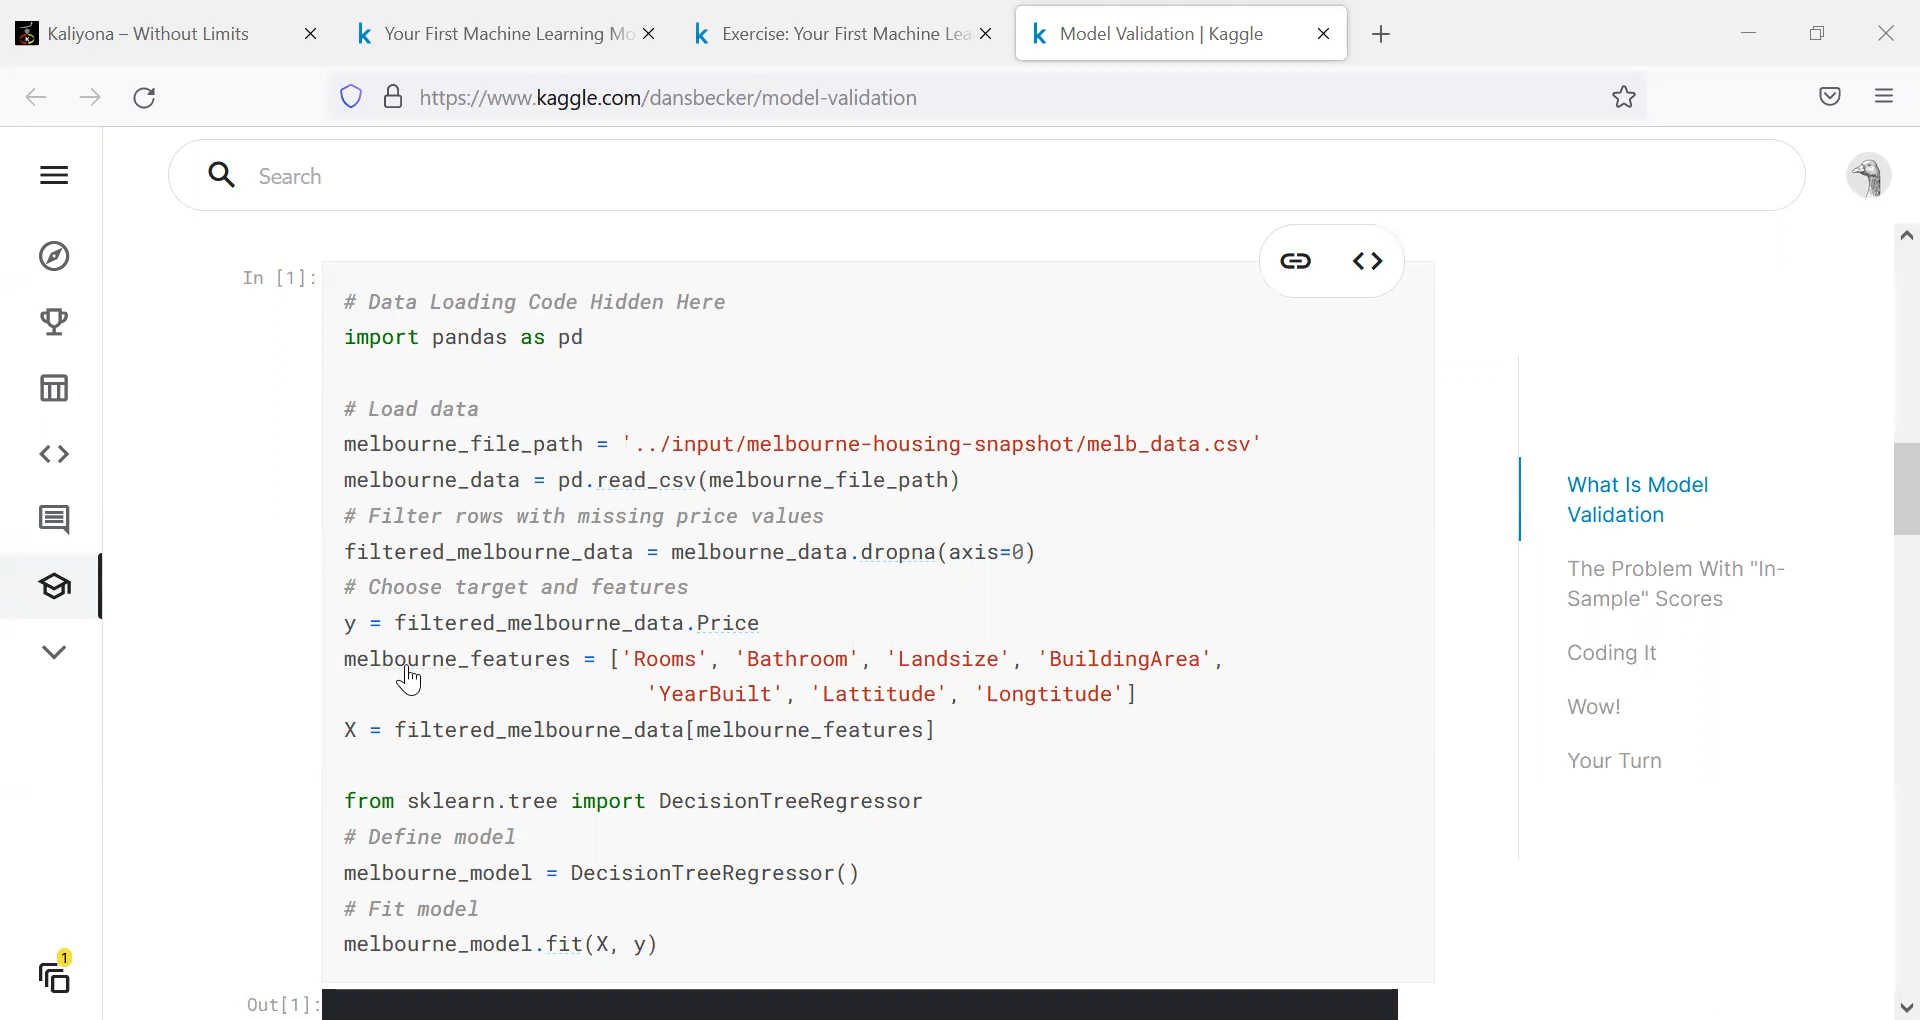 Kaliyona – Without Limits
Your First Machine Learning Mo
Exercise: Your First Machine Lea
Model Validation | Kaggle
https://www.kaggle.com/dansbecker/model-validation
Search
In [1]:
# Data Loading Code Hidden Here
import pandas as pd
# Load data
melbourne_file_path = '../input/melbourne-housing-snapshot/melb_data.csv'
melbourne_data = pd.read_csv(melbourne_file_path)
# Filter rows with missing price values
filtered_melbourne_data = melbourne_data.dropna(axis=0)
# Choose target and features
y = filtered_melbourne_data.Price
melbourne_features = ['Rooms', 'Bathroom', 'Landsize', 'BuildingArea',
'YearBuilt', 'Lattitude', 'Longtitude']
X = filtered_melbourne_data[melbourne_features]
from sklearn.tree import DecisionTreeRegressor
# Define model
melbourne_model = DecisionTreeRegressor()
# Fit model
melbourne_model.fit(X, y)
Out[1]:
What Is Model
Validation
The Problem With "In-
Sample" Scores
Coding It
Wow!
Your Turn
1